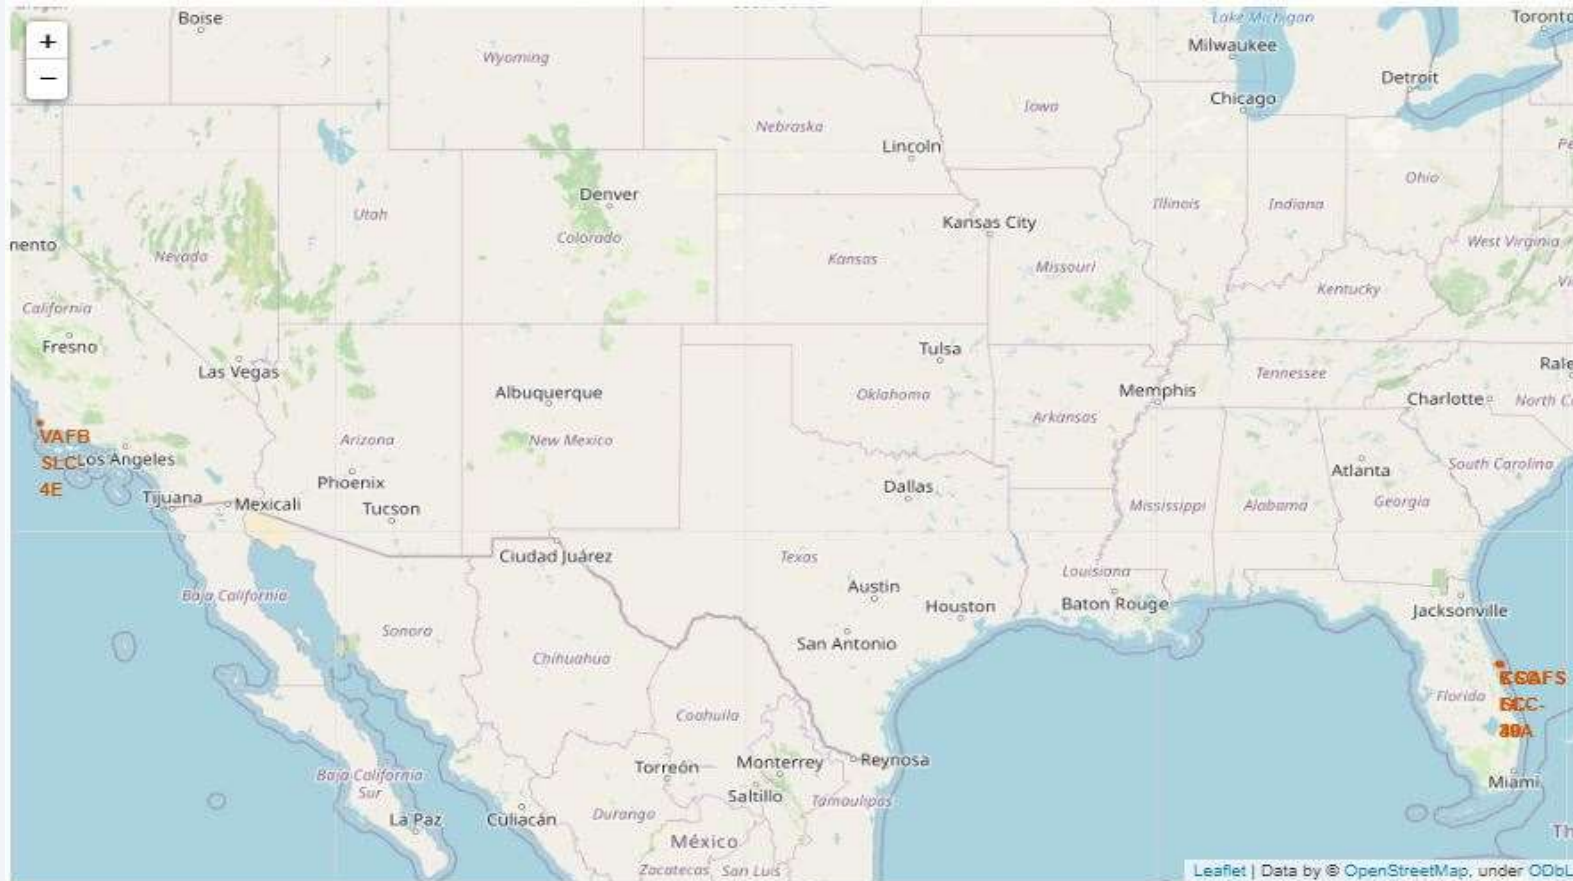 Boise
Lake Michigan
Toronto
+
Milwaukee
Wyoming
−
Detroit
Chicago
Iowa
Nebraska
Lincoln
Ohio
Denver
Utah
Kansas City
Illinois
Indiana
nento
Colorado
West Virginia
Nevada
Kansas
Missouri
Kentucky
California
Fresno
Tulsa
Las Vegas
Rale
Tennessee
Albuquerque
Oklahoma
Memphis
Charlotte
North C
Arkansas
VAFB
Arizona
New Mexico
SLC-
Los Angeles
South Carolina
Atlanta
Phoenix
Dallas
4E
Tijuana
Mexicali
Tucson
Mississippi
Alabama
Georgia
Ciudad Juárez
Texas
Louisiana
Austin
Baja California
Houston
Baton Rouge
Jacksonville
Sonora
San Antonio
Chihuahua
Florida
Coahuila
Torreón
Monterrey
Reynosa
Baja California
Sur
Miami
Saltillo
Tamaulipas
La Paz
Culiacán
Durango
Th
México
Zacatecas
San Luis
Leaflet | Data by © OpenStreetMap, under ODbL